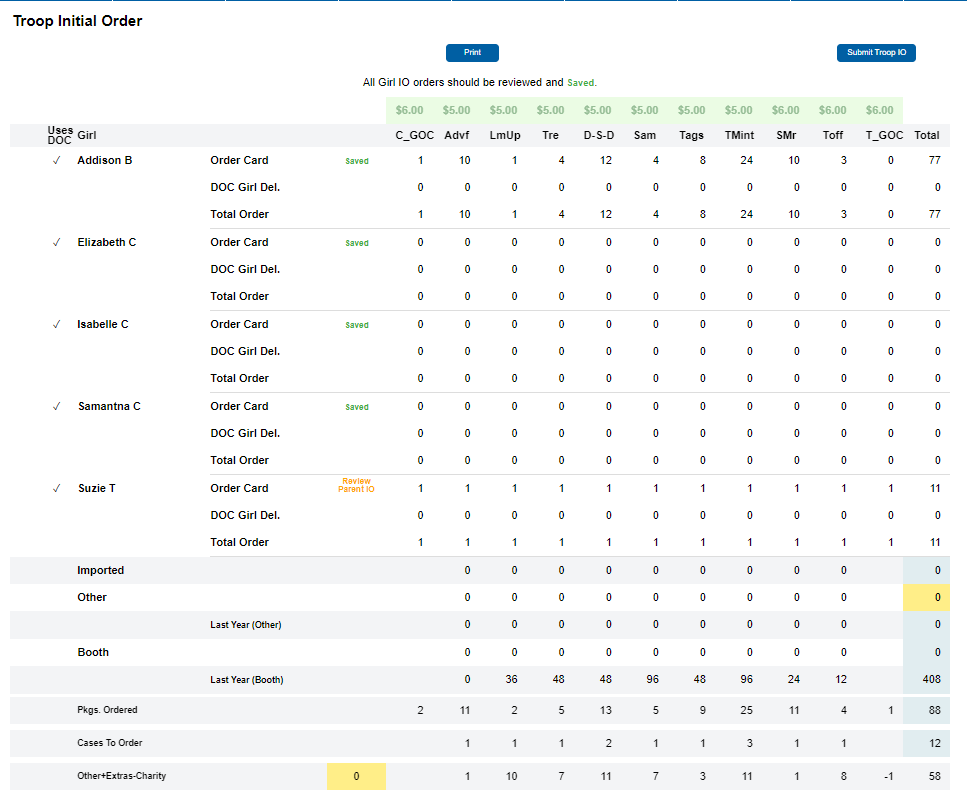 Troop Initial Order
Print
Submit Troop IO
All Girl IO orders should be reviewed and Saved.
$6.00 $5.00 $5.00 $5.00 $5.00 $5.00 $5.00 $5.00 $6.00 $6.00 $6.00
Uses DOC Girl C_GOC Advf LmUp Tre D-S-D Sam Tags TMint SMr Toff T_GOC Total
✓ Addison B Order Card Saved 1 10 1 4 12 4 8 24 10 3 0 77
DOC Girl Del. 0 0 0 0 0 0 0 0 0 0 0 0
Total Order 1 10 1 4 12 4 8 24 10 3 0 77
✓ Elizabeth C Order Card Saved 0 0 0 0 0 0 0 0 0 0 0 0
DOC Girl Del. 0 0 0 0 0 0 0 0 0 0 0 0
Total Order 0 0 0 0 0 0 0 0 0 0 0 0
✓ Isabelle C Order Card Saved 0 0 0 0 0 0 0 0 0 0 0 0
DOC Girl Del. 0 0 0 0 0 0 0 0 0 0 0 0
Total Order 0 0 0 0 0 0 0 0 0 0 0 0
✓ Samantna C Order Card Saved 0 0 0 0 0 0 0 0 0 0 0 0
DOC Girl Del. 0 0 0 0 0 0 0 0 0 0 0 0
Total Order 0 0 0 0 0 0 0 0 0 0 0 0
✓ Suzie T Order Card Review Parent IO 1 1 1 1 1 1 1 1 1 1 1 11
DOC Girl Del. 0 0 0 0 0 0 0 0 0 0 0 0
Total Order 1 1 1 1 1 1 1 1 1 1 1 11
Imported 0 0 0 0 0 0 0 0 0 0
Other 0 0 0 0 0 0 0 0 0 0
Last Year (Other) 0 0 0 0 0 0 0 0 0 0
Booth 0 0 0 0 0 0 0 0 0 0
Last Year (Booth) 0 36 48 48 96 48 96 24 12 408
Pkgs. Ordered 2 11 2 5 13 5 9 25 11 4 1 88
Cases To Order 1 1 1 2 1 1 3 1 1 12
Other+Extras-Charity 0 1 10 7 11 7 3 11 1 8 -1 58